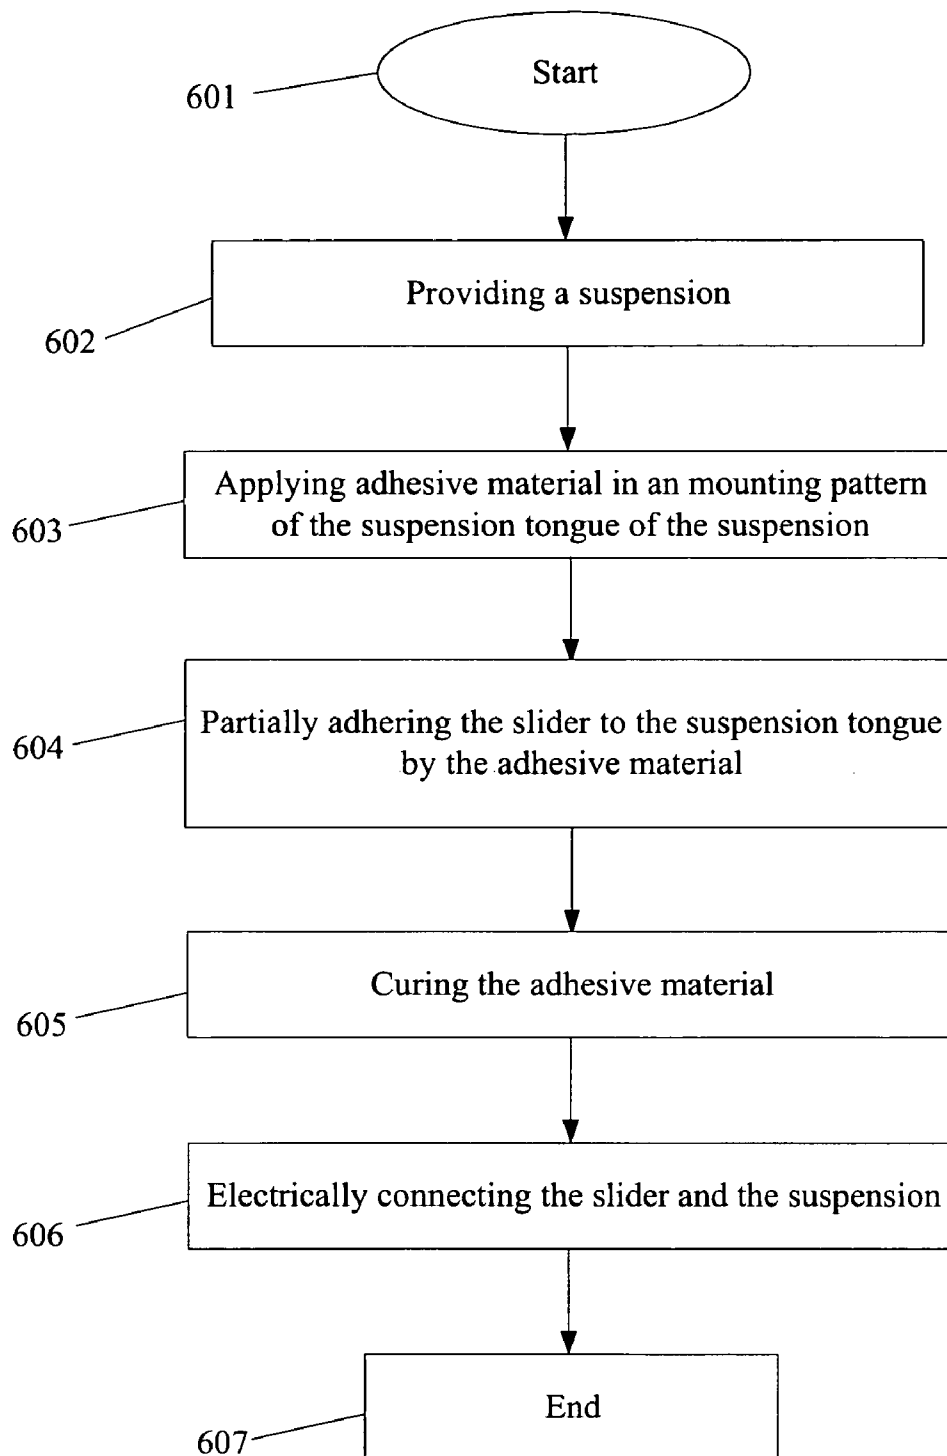 Start
601
Providing a suspension
602
Applying adhesive material in an mounting pattern
of the suspension tongue of the suspension
603
Partially adhering the slider to the suspension tongue
by the adhesive material
604
Curing the adhesive material
605
Electrically connecting the slider and the suspension
606
End
607